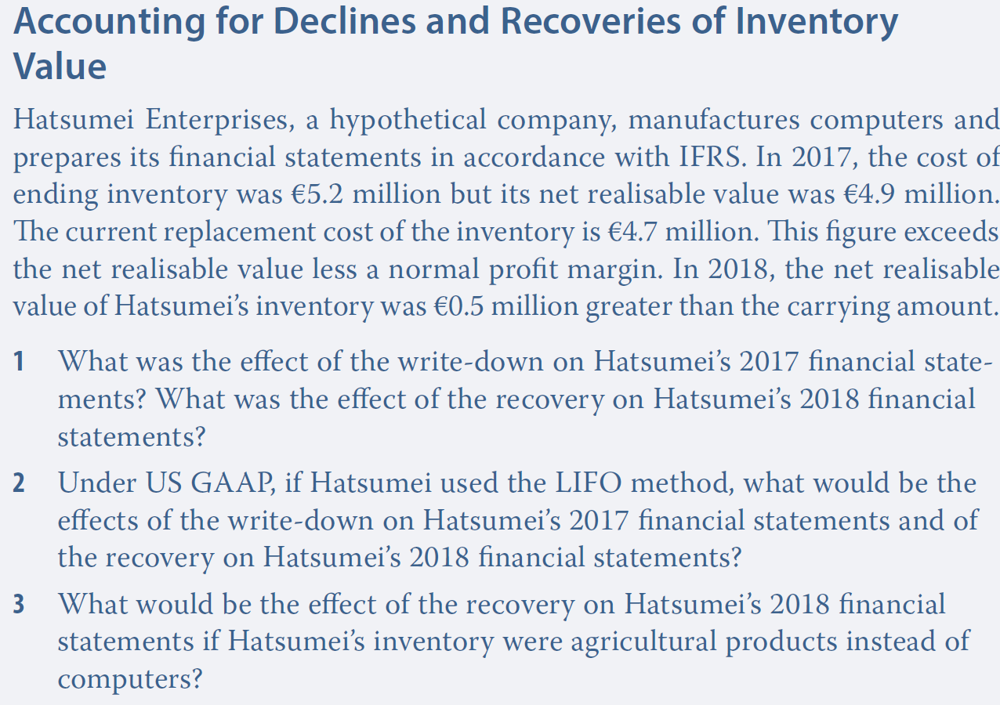 Accounting for Declines and Recoveries of Inventory
Value
Hatsumei Enterprises, a hypothetical company, manufactures computers and
prepares its financial statements in accordance with IFRS. In 2017, the cost of
ending inventory was €5.2 million but its net realisable value was €4.9 million.
The current replacement cost of the inventory is €4.7 million. This figure exceeds
the net realisable value less a normal profit margin. In 2018, the net realisable
value of Hatsumei’s inventory was €0.5 million greater than the carrying amount.
1 What was the effect of the write-down on Hatsumei’s 2017 financial state-
ments? What was the effect of the recovery on Hatsumei’s 2018 financial
statements?
2 Under US GAAP, if Hatsumei used the LIFO method, what would be the
effects of the write-down on Hatsumei’s 2017 financial statements and of
the recovery on Hatsumei’s 2018 financial statements?
3 What would be the effect of the recovery on Hatsumei’s 2018 financial
statements if Hatsumei’s inventory were agricultural products instead of
computers?